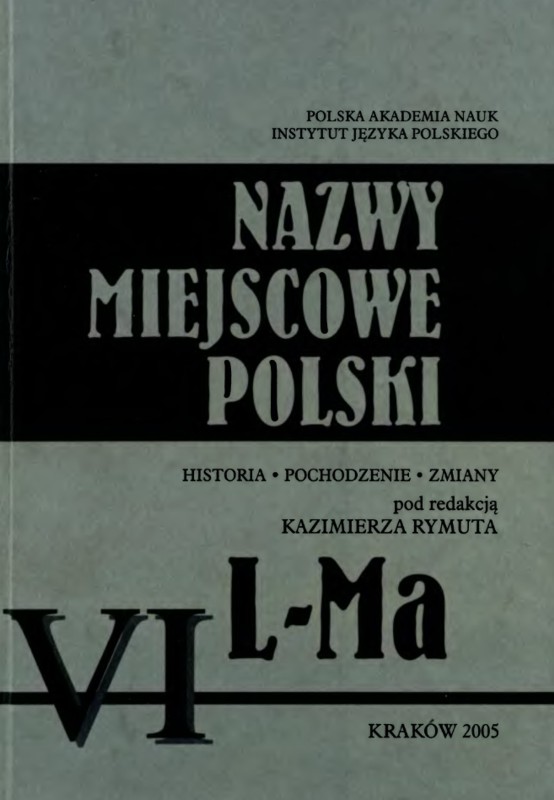 POLSKA AKADEMIA NAUK
INSTYTUT JĘZYKA POLSKIEGO
NAZWY
MIEJSCOWE
POLSKI
HISTORIA • POCHODZENIE • ZMIANY
pod redakcją
KAZIMIERZA RYMUTA
L-Ma
VI
KRAKÓW 2005